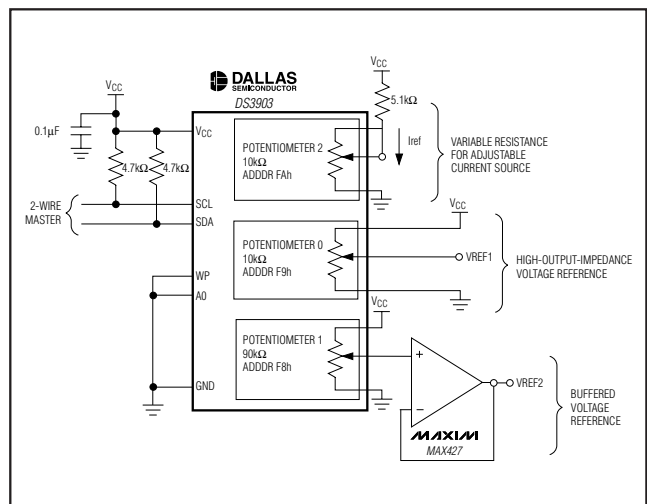 DALLAS
SEMICONDUCTOR
DS3903
VCC
0.1µF
4.7kΩ
4.7kΩ
2-WIRE
MASTER
VCC
SCL
SDA
WP
A0
GND
POTENTIOMETER 2
10kΩ
ADDDR FAh
POTENTIOMETER 0
10kΩ
ADDDR F9h
POTENTIOMETER 1
90kΩ
ADDDR F8h
VCC
5.1kΩ
Iref
VARIABLE RESISTANCE
FOR ADJUSTABLE
CURRENT SOURCE
VCC
VREF1
HIGH-OUTPUT-IMPEDANCE
VOLTAGE REFERENCE
VCC
+
−
MAXIM
MAX427
VREF2
BUFFERED
VOLTAGE
REFERENCE